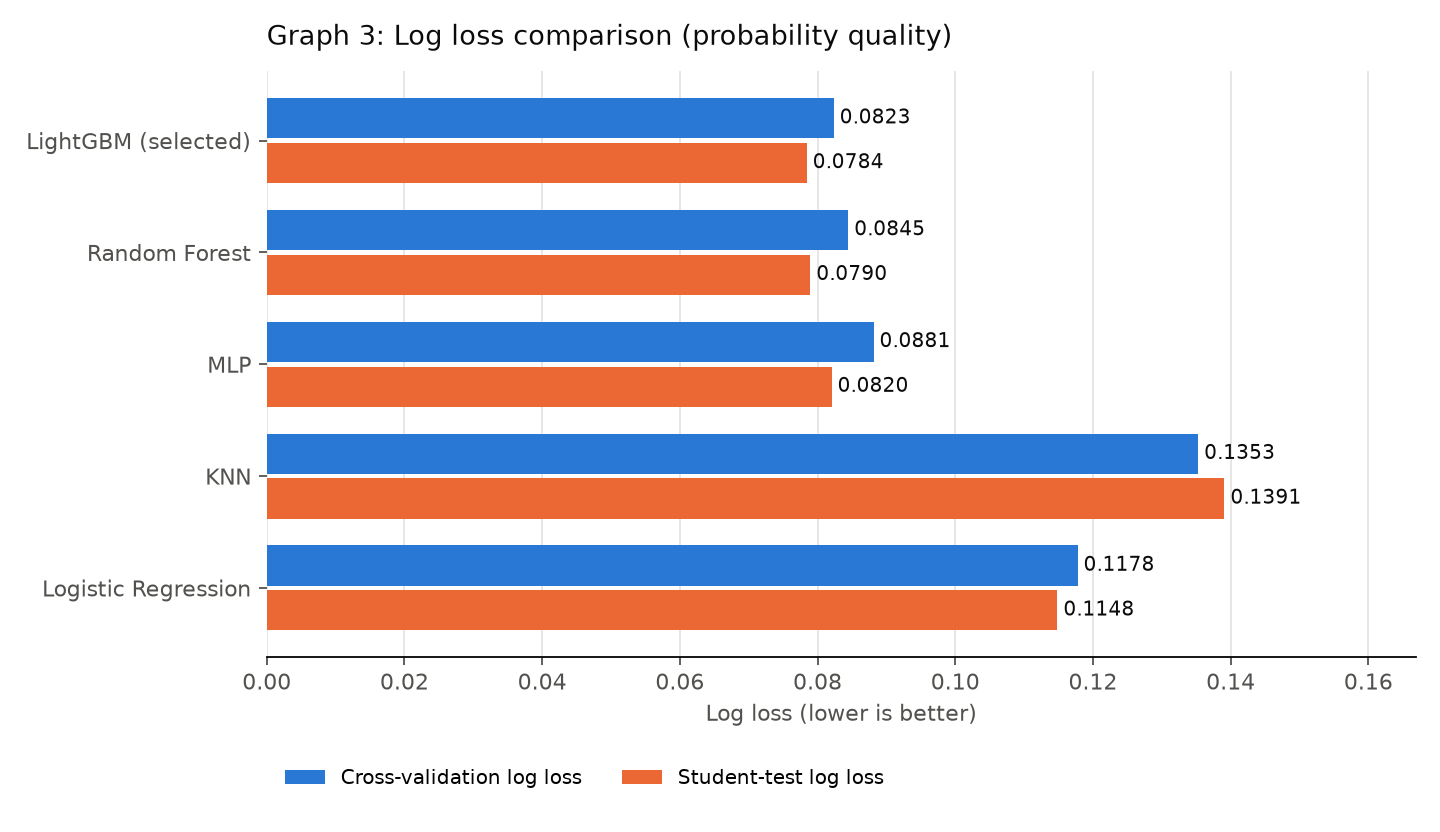 Graph 3: Log loss comparison (probability quality)
LightGBM (selected)
0.0823
0.0784
Random Forest
0.0845
0.0790
MLP
0.0881
0.0820
KNN
0.1353
0.1391
Logistic Regression
0.1178
0.1148
0.00 0.02 0.04 0.06 0.08 0.10 0.12 0.14 0.16
Log loss (lower is better)
Cross-validation log loss Student-test log loss